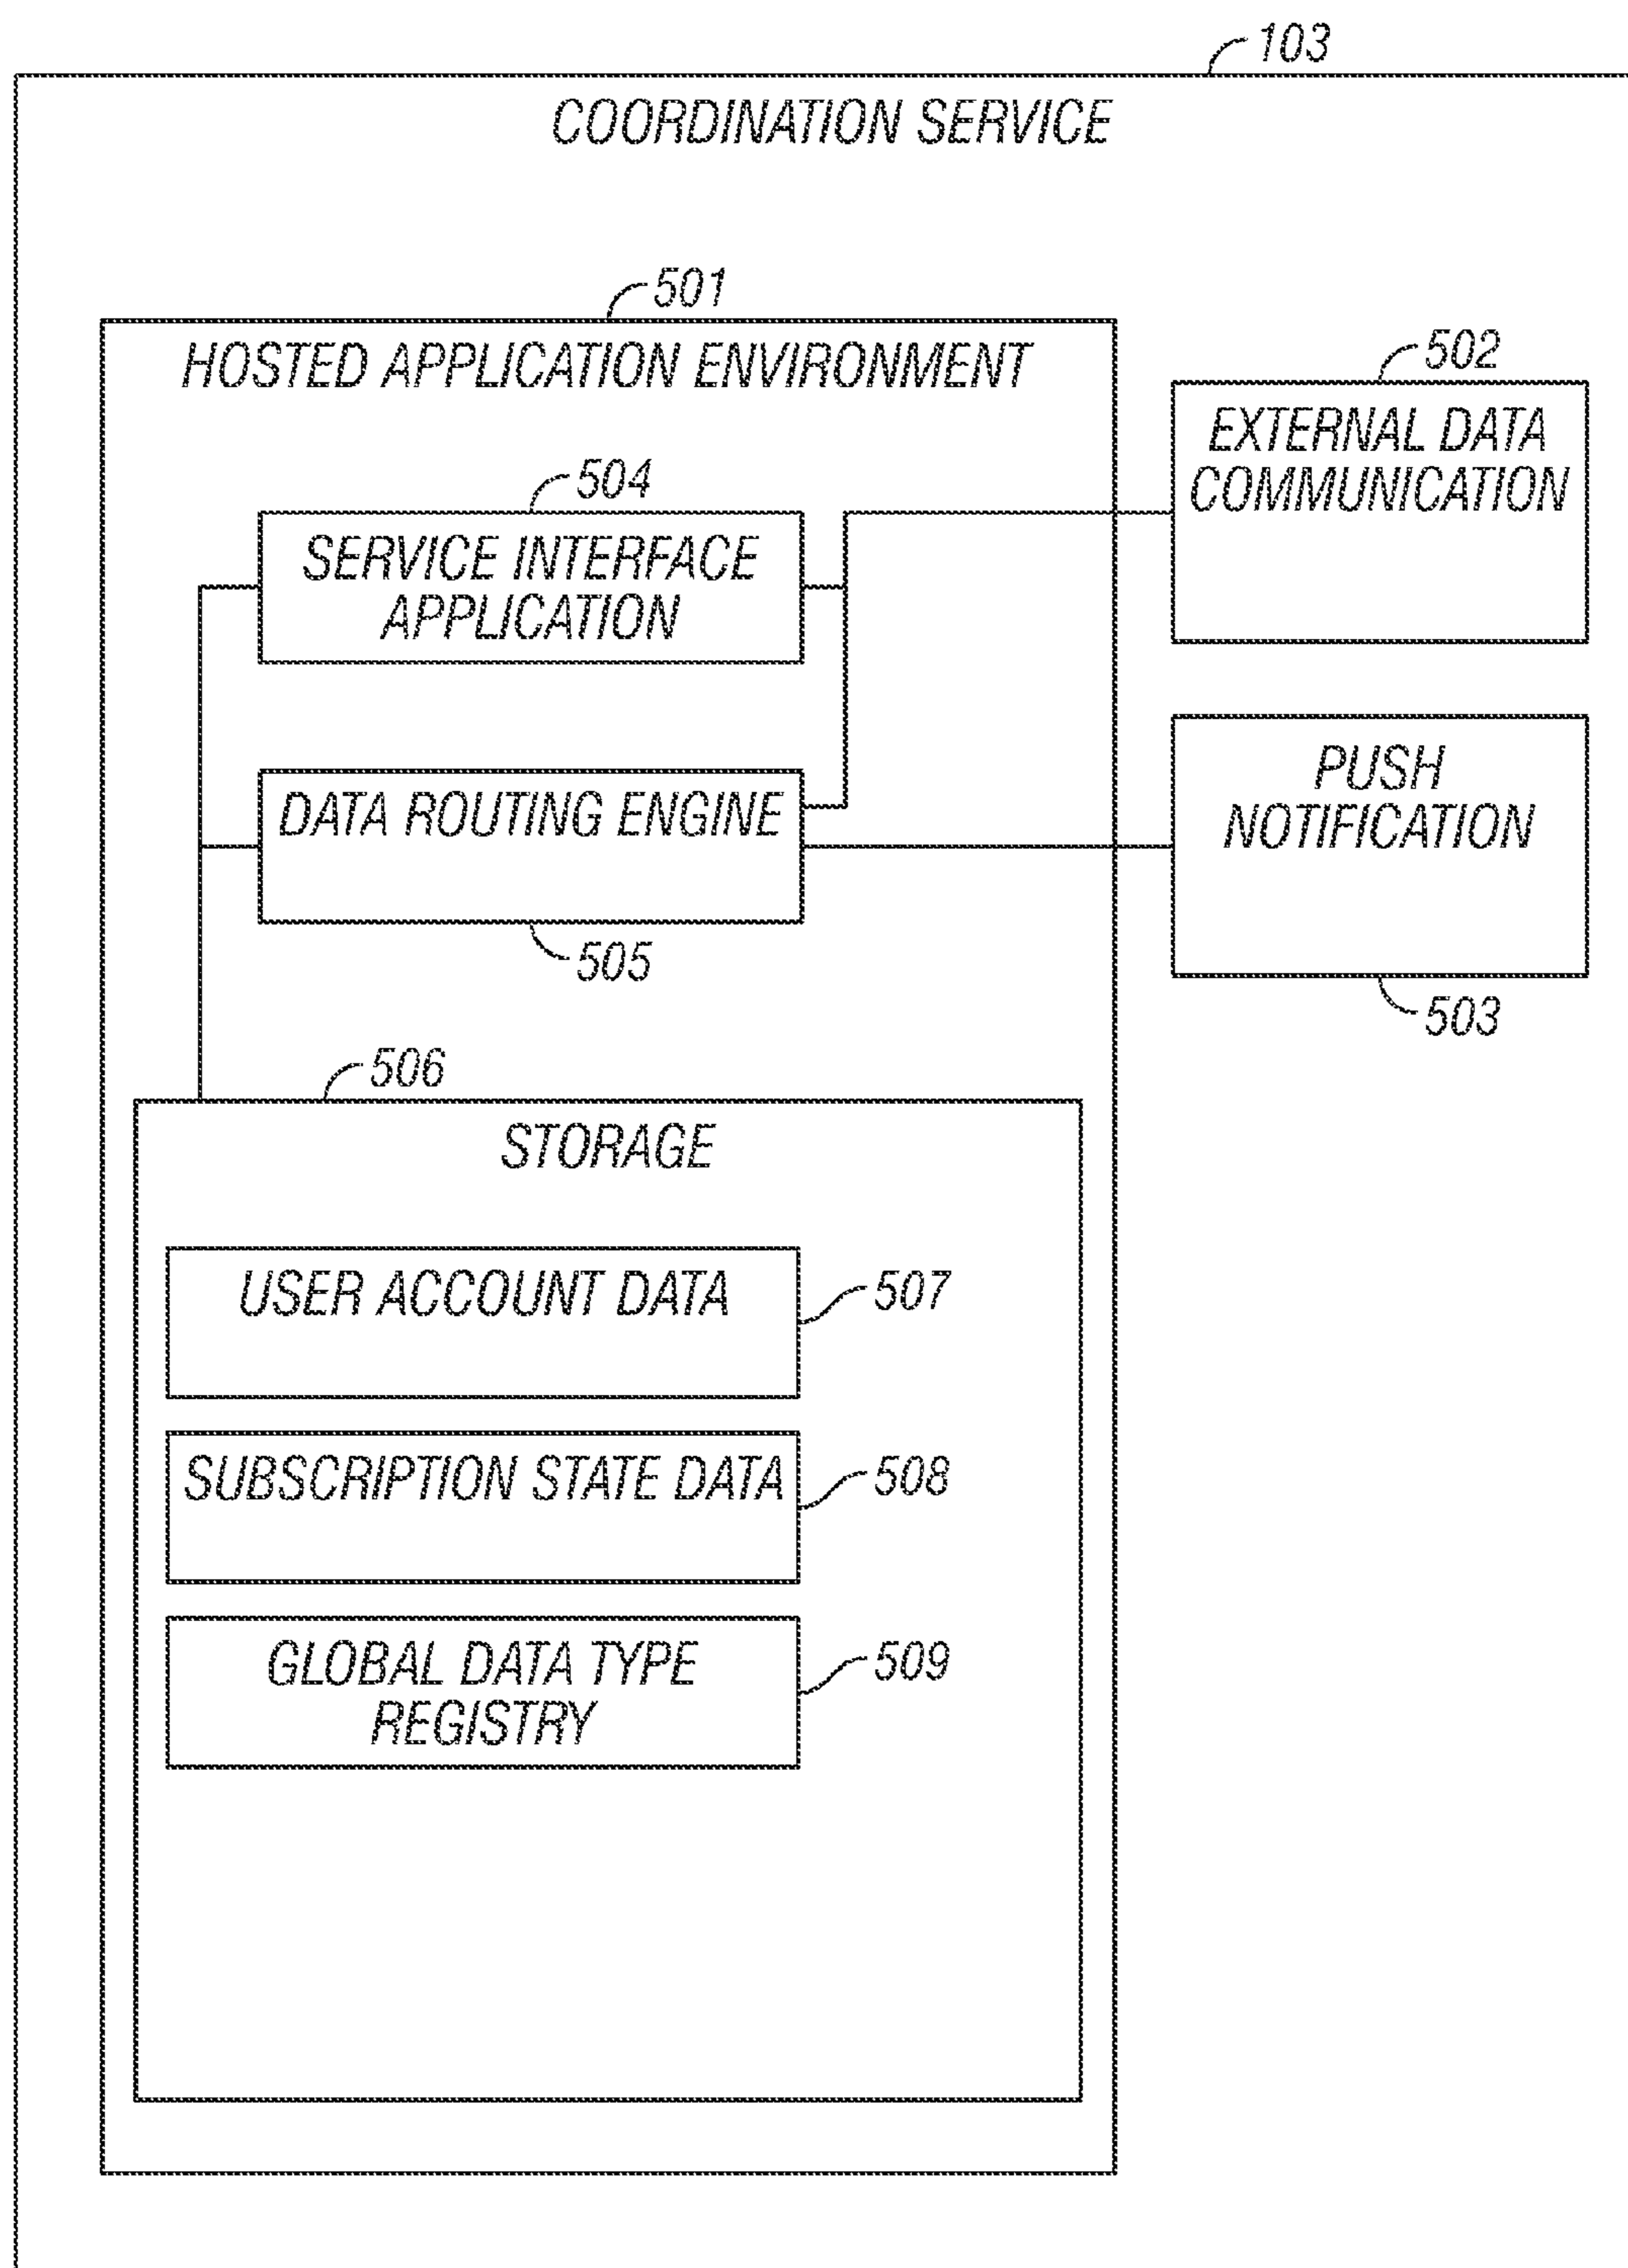 103
COORDINATION SERVICE
501
HOSTED APPLICATION ENVIRONMENT
502
EXTERNAL DATA
COMMUNICATION
504
SERVICE INTERFACE
APPLICATION
PUSH
NOTIFICATION
503
DATA ROUTING ENGINE
505
506
STORAGE
USER ACCOUNT DATA
507
SUBSCRIPTION STATE DATA
508
GLOBAL DATA TYPE
REGISTRY
509